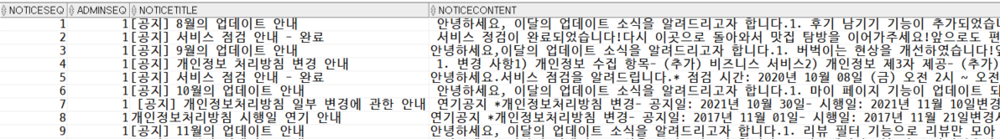 NOTICESEQ ADMINSEQ NOTICETITLE NOTICECONTENT
1 1 [공지] 8월의 업데이트 안내 안녕하세요, 이달의 업데이트 소식을 알려드리고자 합니다.1. 후기 남기기 기능이 추가되었습니
2 1 [공지] 서비스 점검 안내 - 완료 서비스 정검이 완료되었습니다!다시 이곳으로 돌아와서 맛집 탐방을 이어가주세요!앞으로도 편
3 1 [공지] 9월의 업데이트 안내 안녕하세요,이달의 업데이트 소식을 알려드리고자 합니다.1. 버벅이는 현상을 개선하였습니다!
4 1 [공지] 개인정보 처리방침 변경 안내 1. 변경 사항1) 개인정보 수집 항목- (추가) 비즈니스 서비스2) 개인정보 제3자 제공- (추가)
5 1 [공지] 서비스 점검 안내 - 완료 안녕하세요.서비스 점검을 알려드립니다.* 점검 시간: 2020년 10월 08일 (금) 오전 2시 ~ 오전
6 1 [공지] 10월의 업데이트 안내 안녕하세요, 이달의 업데이트 소식을 알려드리고자 합니다.1. 마이 페이지 기능이 업데이트 되
7 1 [공지] 개인정보처리방침 일부 변경에 관한 안내 연기공지 *개인정보처리방침 변경- 공지일: 2021년 10월 30일- 시행일: 2021년 11월 10일변경
8 1 개인정보처리방침 시행일 연기 안내 연기공지 *개인정보처리방침 변경- 공지일: 2017년 11월 01일- 시행일: 2017년 11월 21일변경
9 1 [공지] 11월의 업데이트 안내 안녕하세요, 이달의 업데이트 소식을 알려드리고자 합니다.1. 리뷰 필터 기능으로 리뷰만 모아